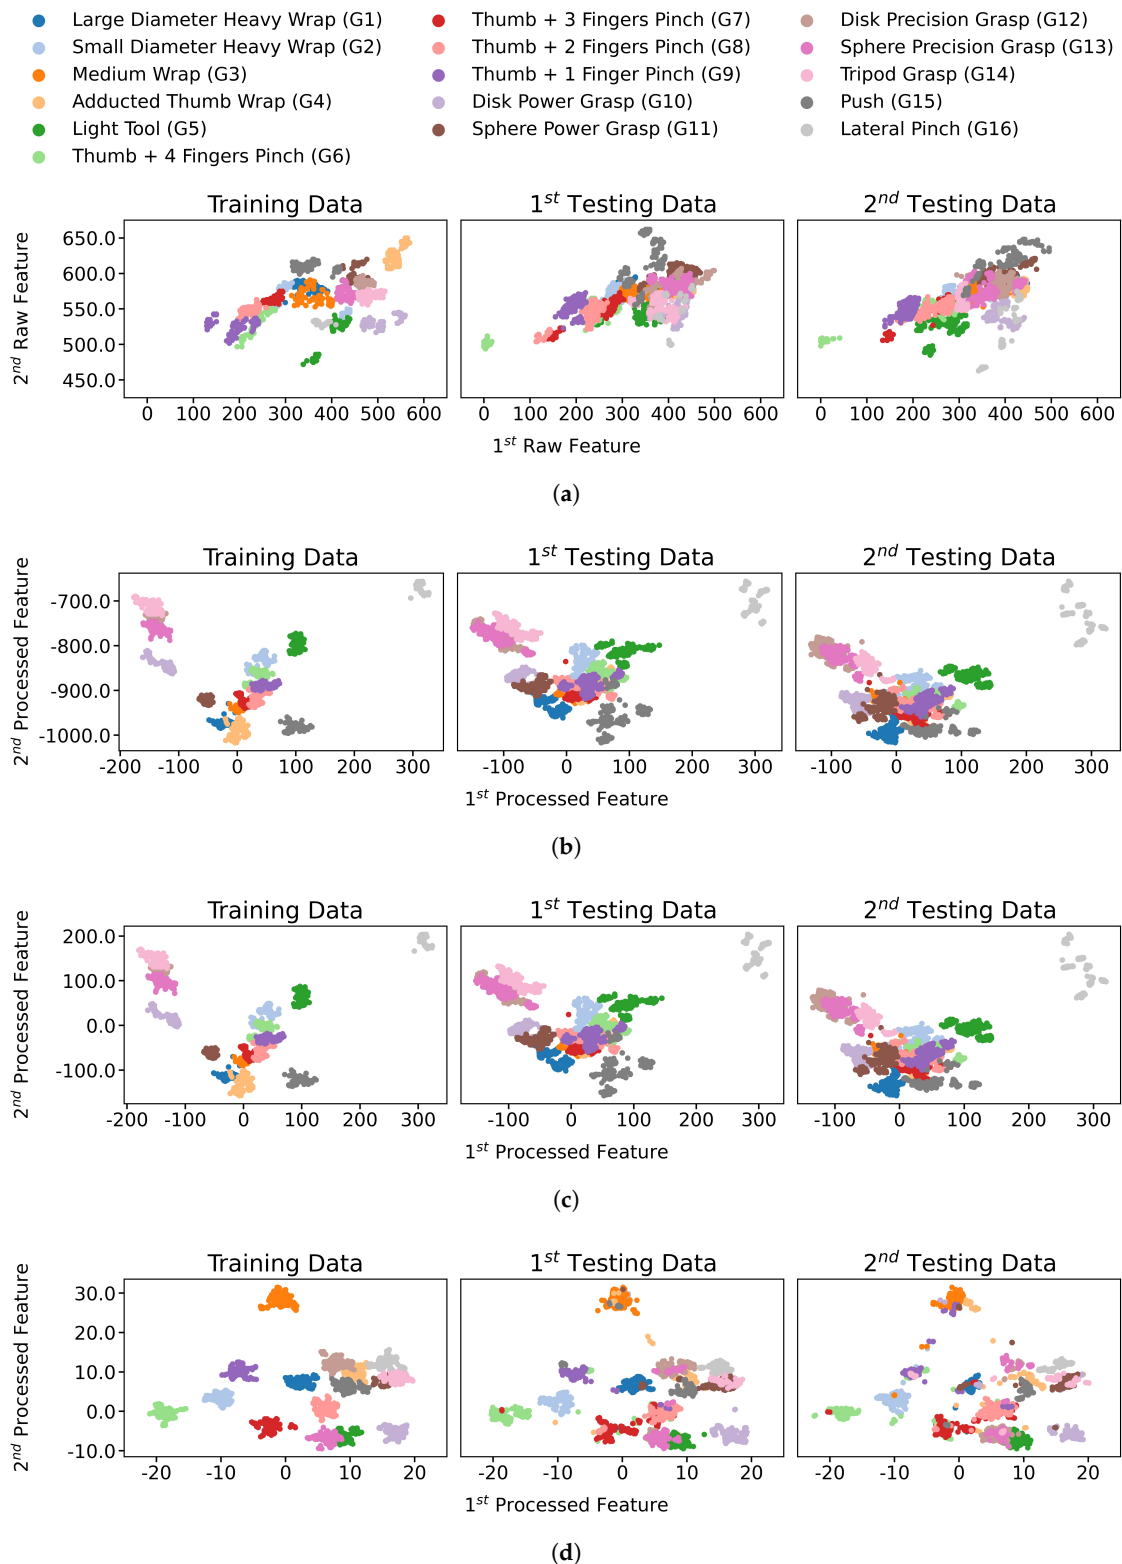 Large Diameter Heavy Wrap (G1)
Small Diameter Heavy Wrap (G2)
Medium Wrap (G3)
Adducted Thumb Wrap (G4)
Light Tool (G5)
Thumb + 4 Fingers Pinch (G6)
Thumb + 3 Fingers Pinch (G7)
Thumb + 2 Fingers Pinch (G8)
Thumb + 1 Finger Pinch (G9)
Disk Power Grasp (G10)
Sphere Power Grasp (G11)
Disk Precision Grasp (G12)
Sphere Precision Grasp (G13)
Tripod Grasp (G14)
Push (G15)
Lateral Pinch (G16)
Training Data
1st Testing Data
2nd Testing Data
2nd Raw Feature
650.0
600.0
550.0
500.0
450.0
0 100 200 300 400 500 600
0 100 200 300 400 500 600
0 100 200 300 400 500 600
1st Raw Feature
(a)
Training Data
1st Testing Data
2nd Testing Data
2nd Processed Feature
-700.0
-800.0
-900.0
-1000.0
-200 -100 0 100 200 300
-100 0 100 200 300
-100 0 100 200 300
1st Processed Feature
(b)
Training Data
1st Testing Data
2nd Testing Data
2nd Processed Feature
200.0
100.0
0.0
-100.0
-200 -100 0 100 200 300
-100 0 100 200 300
-100 0 100 200 300
1st Processed Feature
(c)
Training Data
1st Testing Data
2nd Testing Data
2nd Processed Feature
30.0
20.0
10.0
0.0
-10.0
-20 -10 0 10 20
-20 -10 0 10 20
-20 -10 0 10 20
1st Processed Feature
(d)